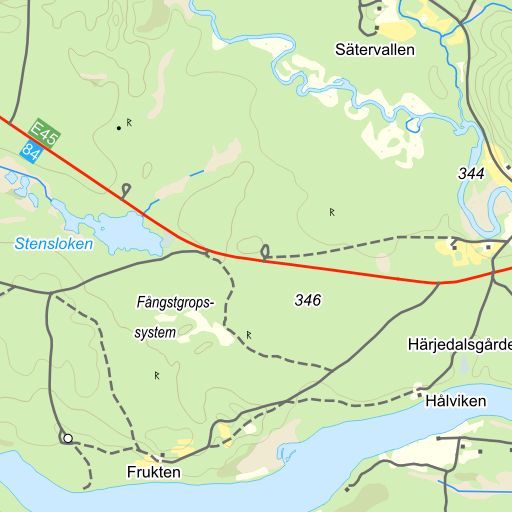 Sätervallen
E45
84
R
344
R
Stensloken
Fångstgrops-
system
346
R
R
Härjedalsgårde
Hålviken
Frukten